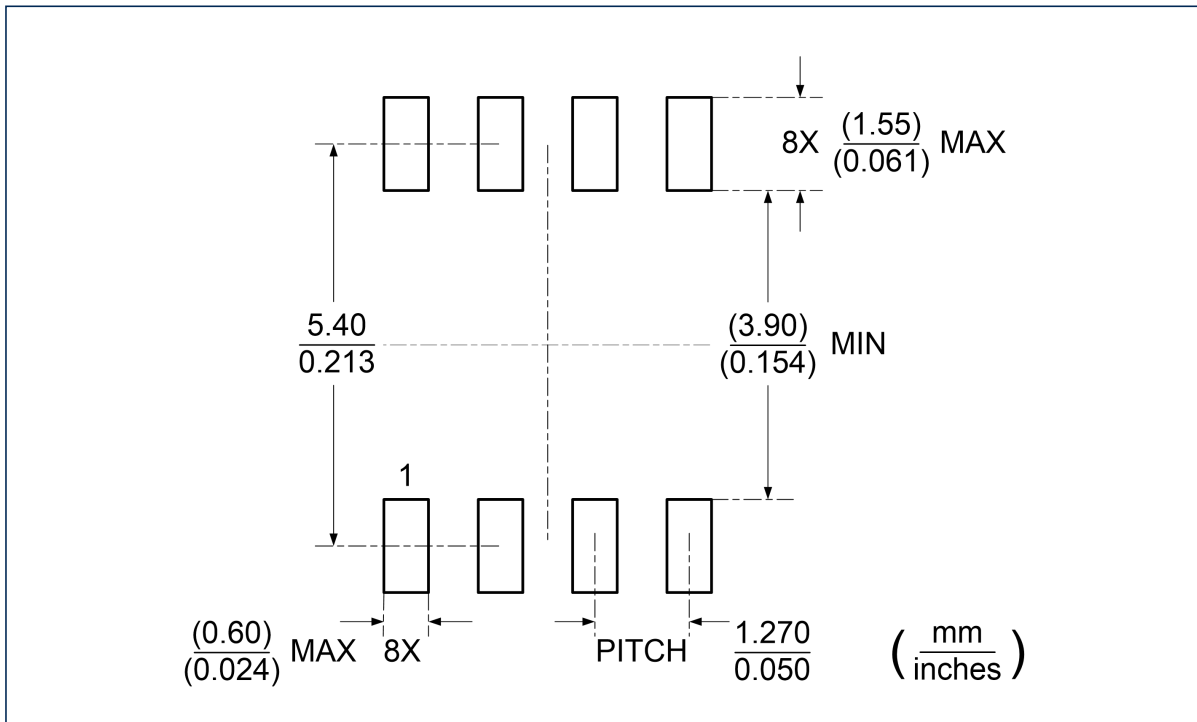 8X (1.55) MAX
(0.061)
5.40
0.213
(3.90) MIN
(0.154)
1
(0.60) MAX 8X
(0.024)
PITCH 1.270
0.050
(mm
inches)